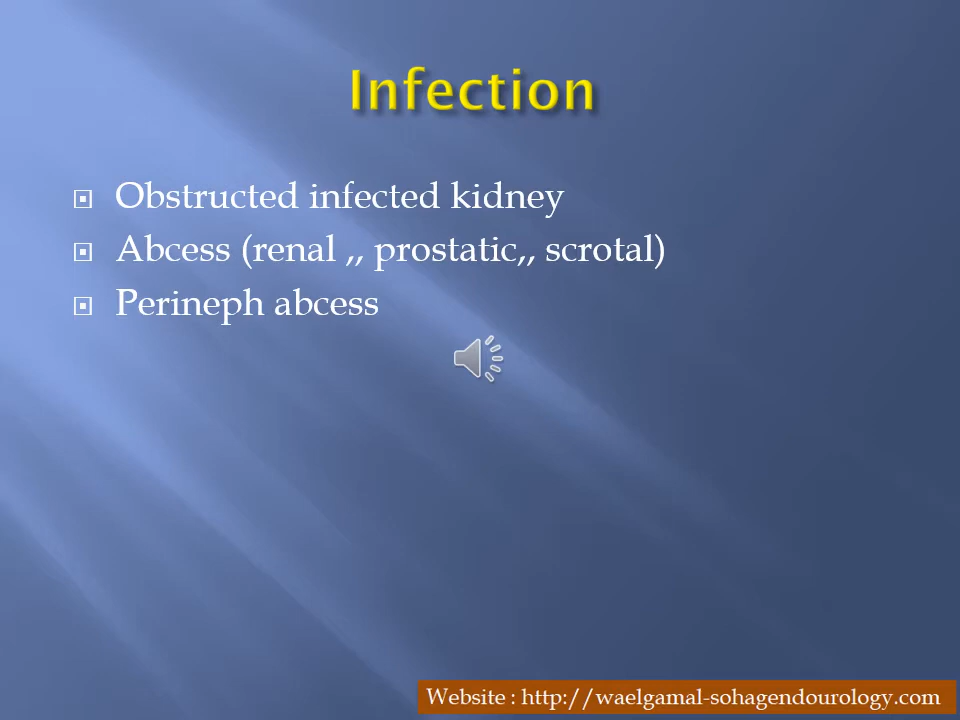 Infection
Obstructed infected kidney
Abcess (renal ,, prostatic,, scrotal)
Perineph abcess
Website : http://waelgamal-sohagendourology.com